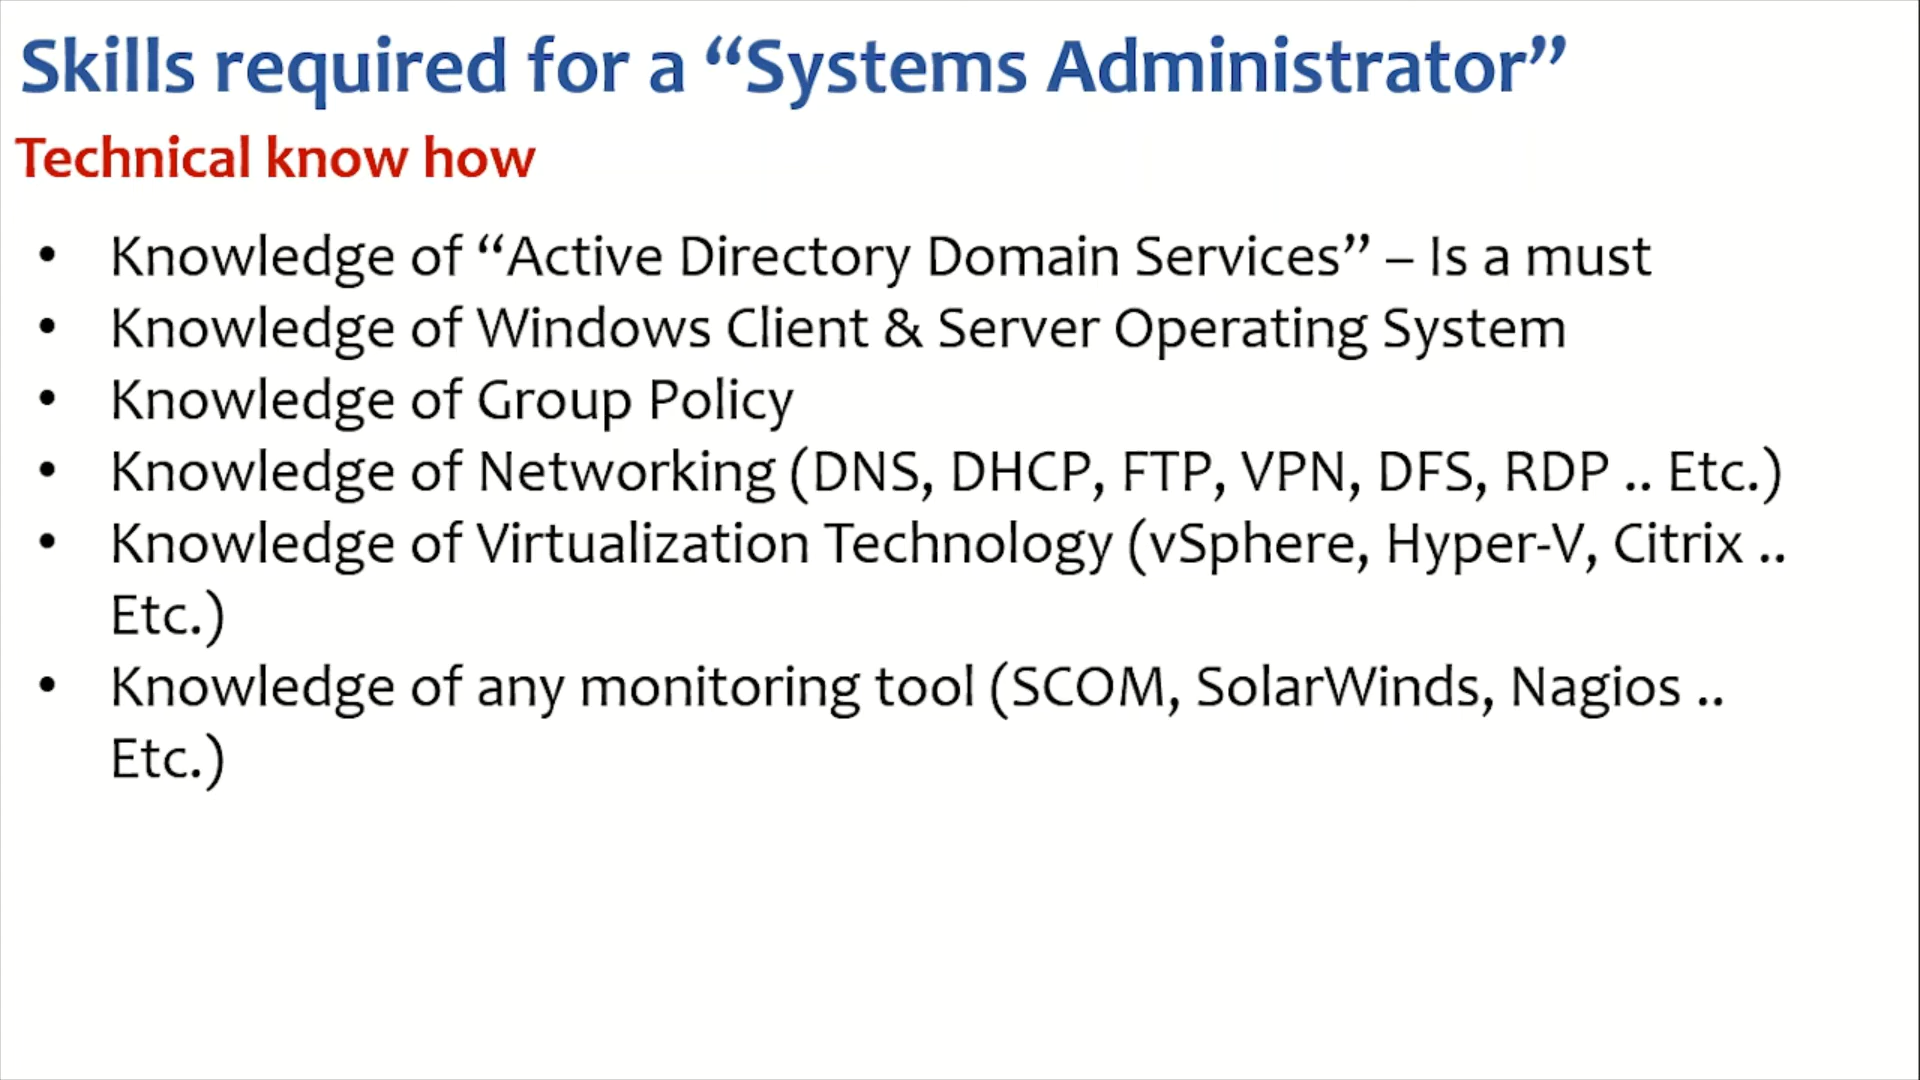 Skills required for a “Systems Administrator”
Technical know how
• Knowledge of “Active Directory Domain Services” – Is a must
• Knowledge of Windows Client & Server Operating System
• Knowledge of Group Policy
• Knowledge of Networking (DNS, DHCP, FTP, VPN, DFS, RDP .. Etc.)
• Knowledge of Virtualization Technology (vSphere, Hyper-V, Citrix ..
Etc.)
• Knowledge of any monitoring tool (SCOM, SolarWinds, Nagios ..
Etc.)